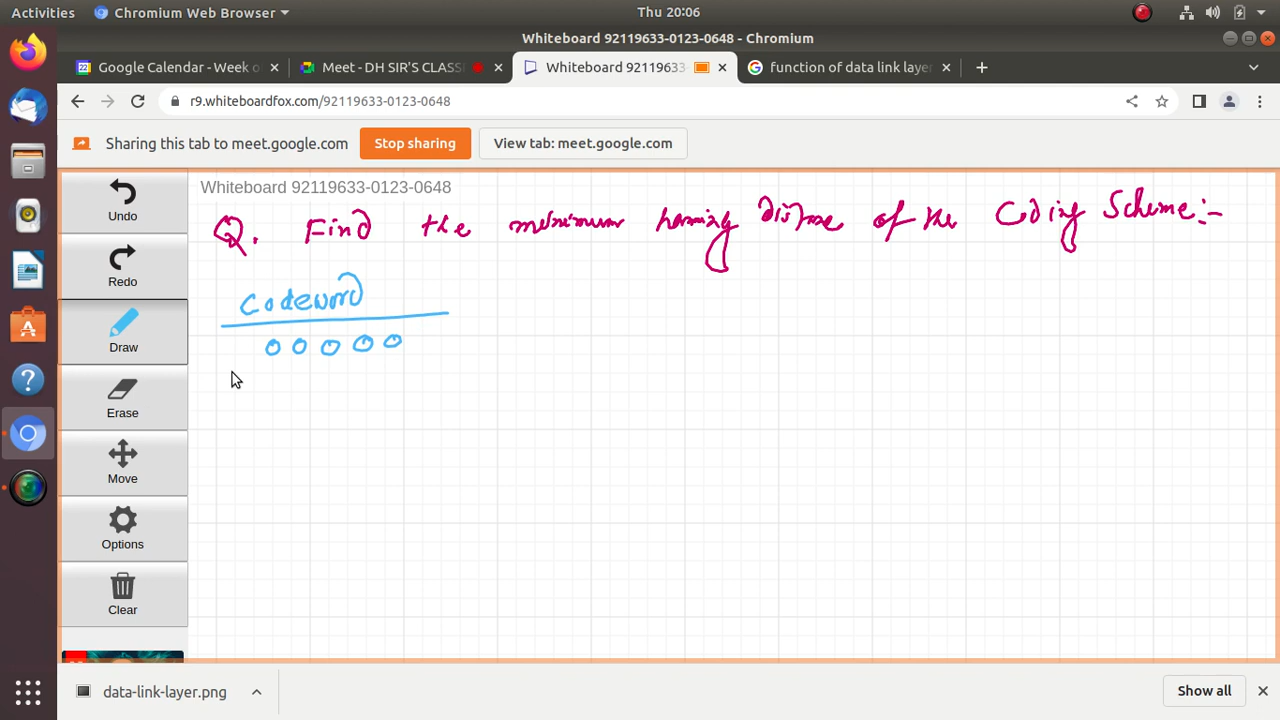 Activities Chromium Web Browser Thu 20:06
Whiteboard 92119633-0123-0648 - Chromium
Google Calendar - Week o Meet - DH SIR'S CLASS Whiteboard 92119633 function of data link laye
r9.whiteboardfox.com/92119633-0123-0648
Sharing this tab to meet.google.com Stop sharing View tab: meet.google.com
Whiteboard 92119633-0123-0648
Undo
Q. Find the minimum haming distme of the Coding Scheme:-
Redo
Codeword
00000
Draw
Erase
Move
Options
Clear
data-link-layer.png Show all